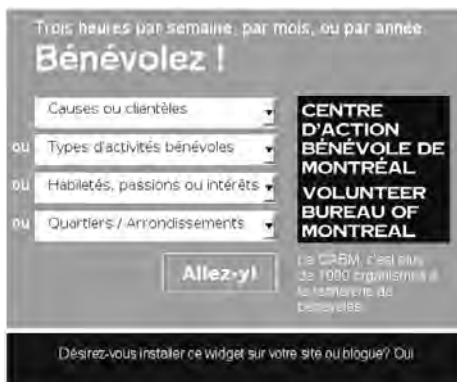 Trois heures par semaine, par mois, ou par année.
Bénévolez !
Causes ou clientèles
ou Types d'activités bénévoles
ou Habiletés, passions ou intérêts
ou Quartiers / Arrondissements
Allez-y!
CENTRE
D'ACTION
BÉNÉVOLE DE
MONTRÉAL
VOLUNTEER
BUREAU OF
MONTREAL
Le CABM, c'est plus
de 1000 organismes à
la recherche de
bénévoles.
Désirez-vous installer ce widget sur votre site ou blogue? Oui